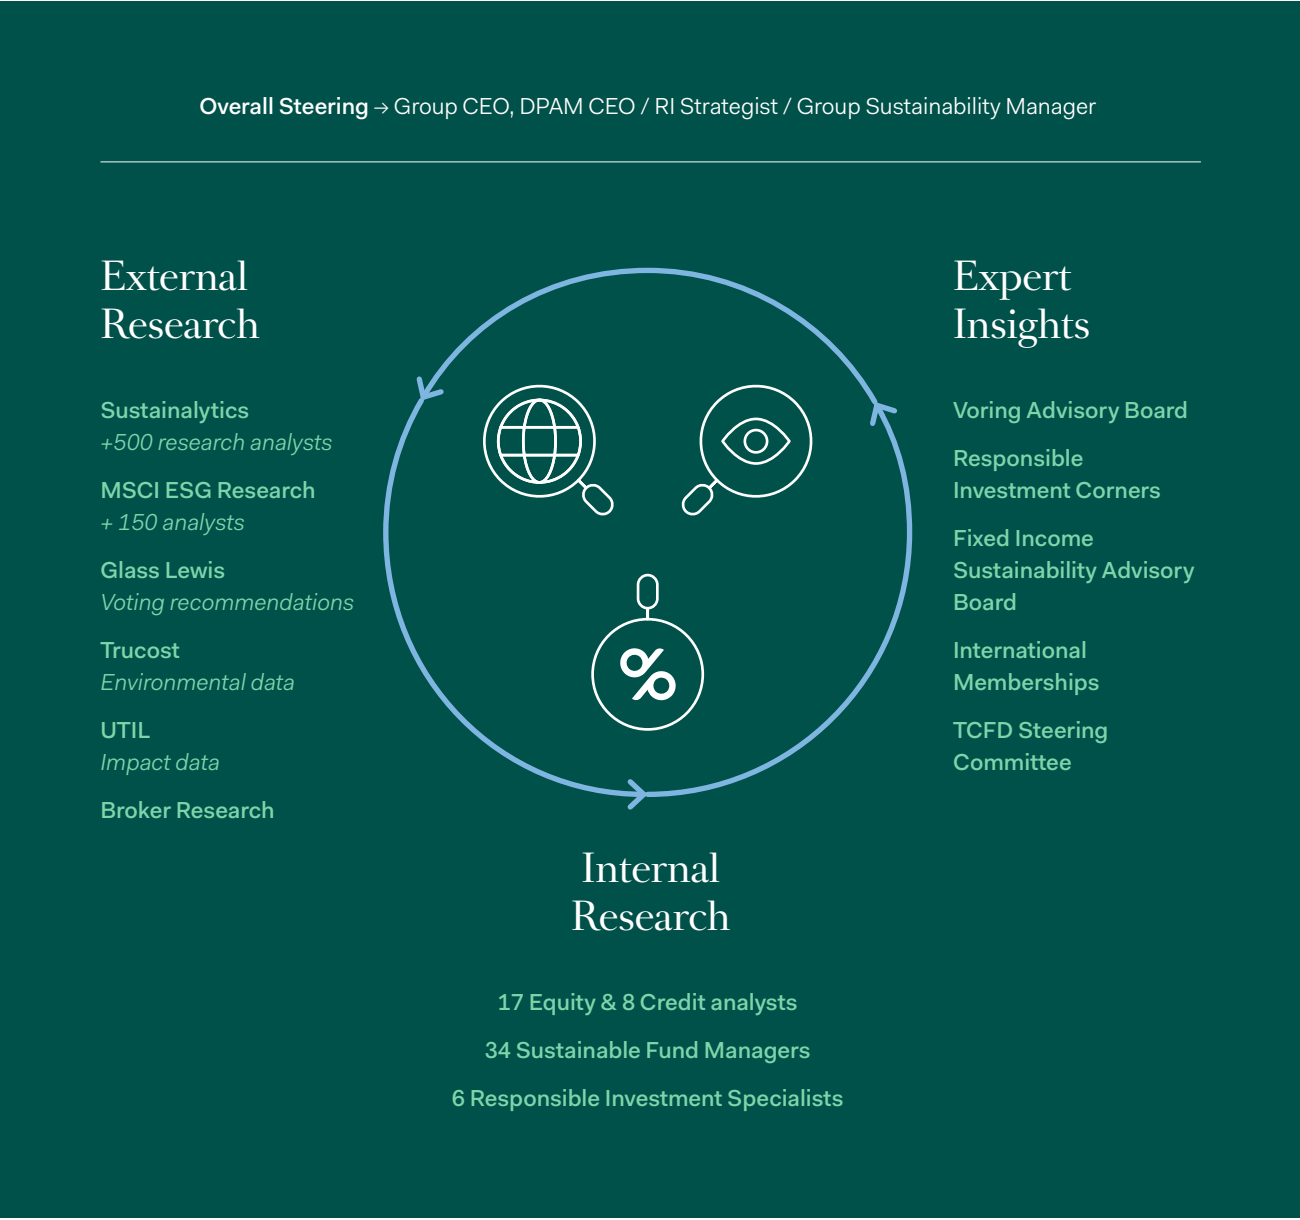 Overall Steering → Group CEO, DPAM CEO / RI Strategist / Group Sustainability Manager
External
Research
Sustainalytics
+500 research analysts
MSCI ESG Research
+ 150 analysts
Glass Lewis
Voting recommendations
Trucost
Environmental data
UTIL
Impact data
Broker Research
Expert
Insights
Voring Advisory Board
Responsible
Investment Corners
Fixed Income
Sustainability Advisory
Board
International
Memberships
TCFD Steering
Committee
%
Internal
Research
17 Equity & 8 Credit analysts
34 Sustainable Fund Managers
6 Responsible Investment Specialists